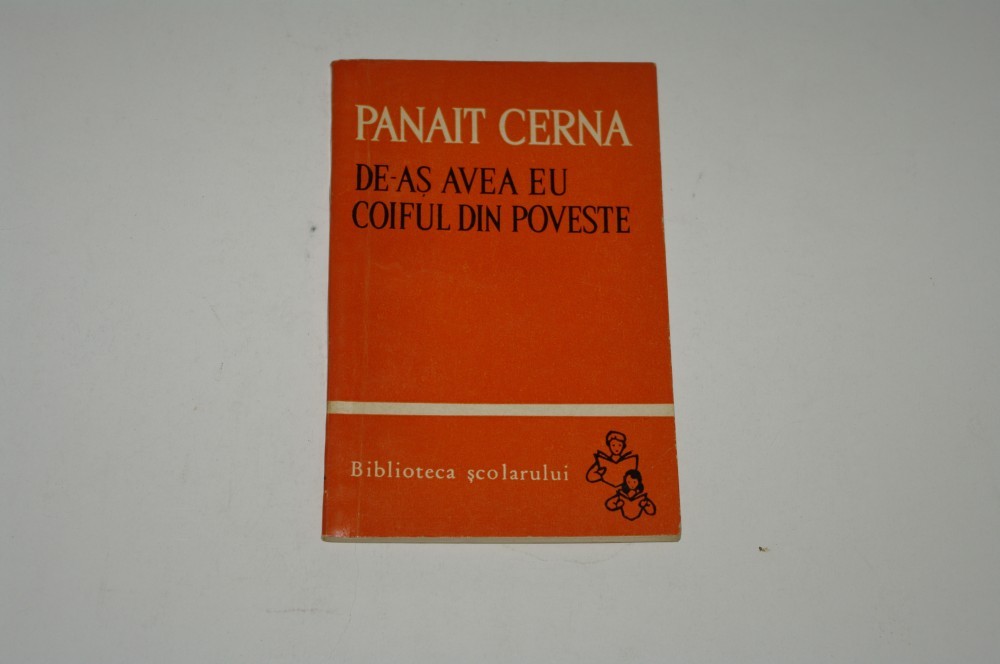 PANAIT CERNA
DE-AȘ AVEA EU
COIFUL DIN POVESTE
Biblioteca școlarului